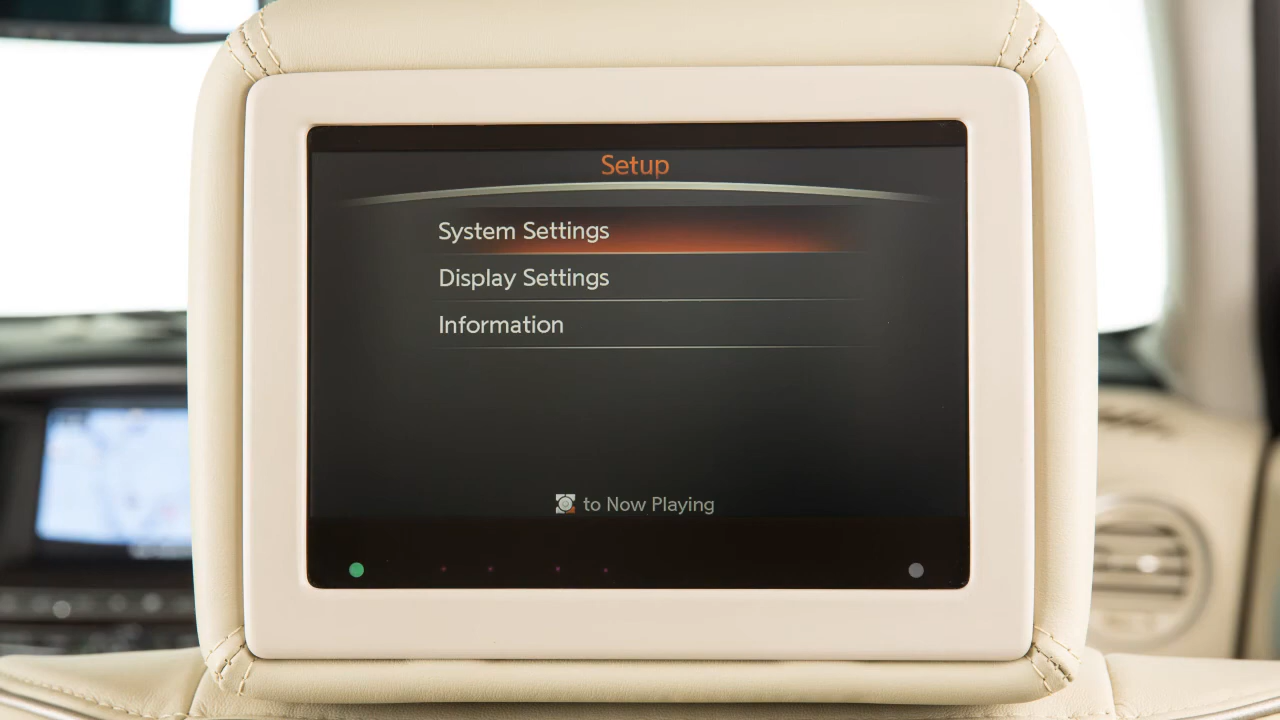 Setup
System Settings
Display Settings
Information
to Now Playing